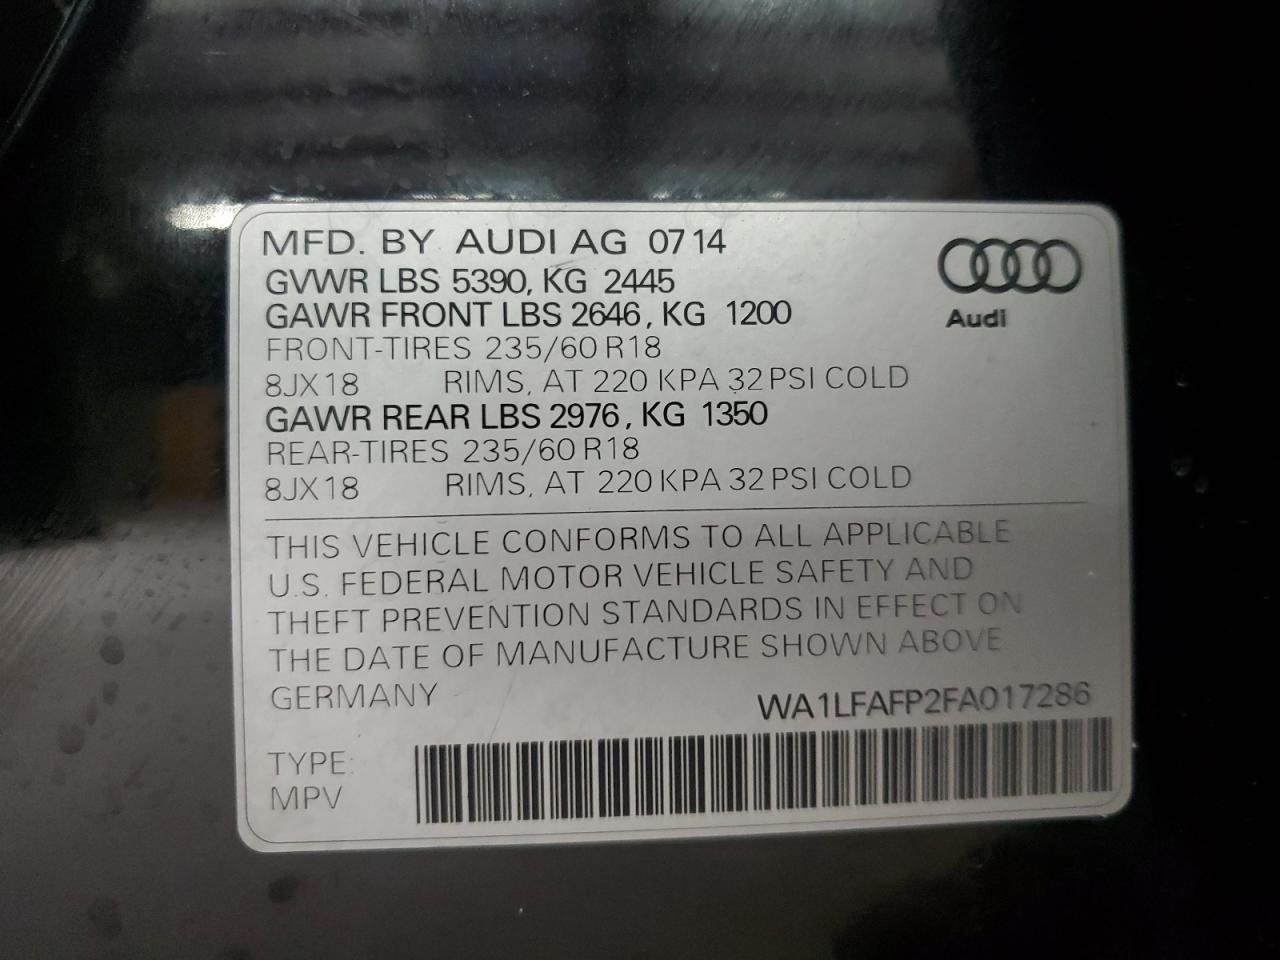 MFD. BY AUDI AG 0714
GVWR LBS 5390, KG 2445
GAWR FRONT LBS 2646, KG 1200
Audi
FRONT-TIRES 235/60 R18
8JX18 RIMS, AT 220 KPA 32 PSI COLD
GAWR REAR LBS 2976, KG 1350
REAR-TIRES 235/60 R18
8JX18 RIMS, AT 220 KPA 32 PSI COLD
THIS VEHICLE CONFORMS TO ALL APPLICABLE
U.S. FEDERAL MOTOR VEHICLE SAFETY AND
THEFT PREVENTION STANDARDS IN EFFECT ON
THE DATE OF MANUFACTURE SHOWN ABOVE
GERMANY
WA1LFAFP2FA017286
TYPE:
MPV